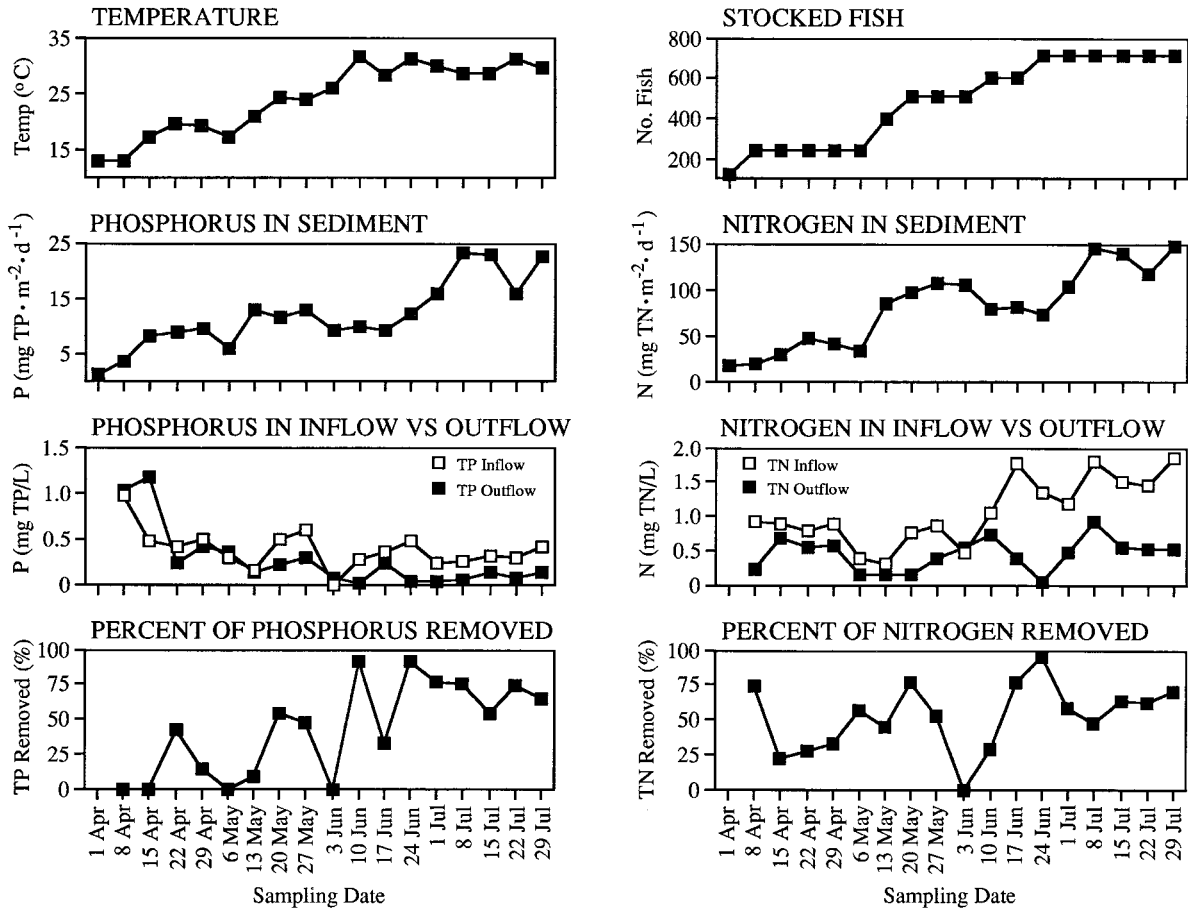 TEMPERATURE
Temp (ºC)
35
25
15
STOCKED FISH
No. Fish
800
600
400
200
PHOSPHORUS IN SEDIMENT
P (mg TP • m-2 • d-1)
25
15
5
NITROGEN IN SEDIMENT
N (mg TN • m-2 • d-1)
150
100
50
0
PHOSPHORUS IN INFLOW VS OUTFLOW
P (mg TP/L)
1.5
1.0
0.5
0
TP Inflow
TP Outflow
NITROGEN IN INFLOW VS OUTFLOW
N (mg TN/L)
2.0
1.5
1.0
0.5
0
TN Inflow
TN Outflow
PERCENT OF PHOSPHORUS REMOVED
TP Removed (%)
100
75
50
25
0
1 Apr
8 Apr
15 Apr
22 Apr
29 Apr
6 May
13 May
20 May
27 May
3 Jun
10 Jun
17 Jun
24 Jun
1 Jul
8 Jul
15 Jul
22 Jul
29 Jul
Sampling Date
PERCENT OF NITROGEN REMOVED
TN Removed (%)
100
75
50
25
0
1 Apr
8 Apr
15 Apr
22 Apr
29 Apr
6 May
13 May
20 May
27 May
3 Jun
10 Jun
17 Jun
24 Jun
1 Jul
8 Jul
15 Jul
22 Jul
29 Jul
Sampling Date